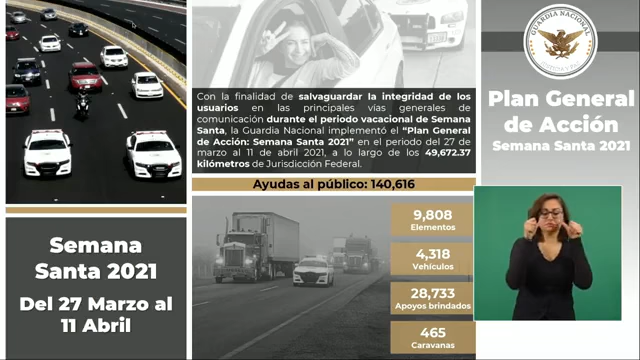 Con la finalidad de salvaguardar la integridad de los
usuarios en las principales vías generales de
comunicación durante el periodo vacacional de Semana
Santa, la Guardia Nacional implementó el “Plan General
de Acción: Semana Santa 2021” en el periodo del 27 de
marzo al 11 de abril 2021, a lo largo de los 49,672.37
kilómetros de Jurisdicción Federal.
Ayudas al público: 140,616
9,808
Elementos
4,318
Vehículos
28,733
Apoyos brindados
465
Caravanas
Semana
Santa 2021
Del 27 Marzo al
11 Abril
GUARDIA NACIONAL
Plan General
de Acción
Semana Santa 2021